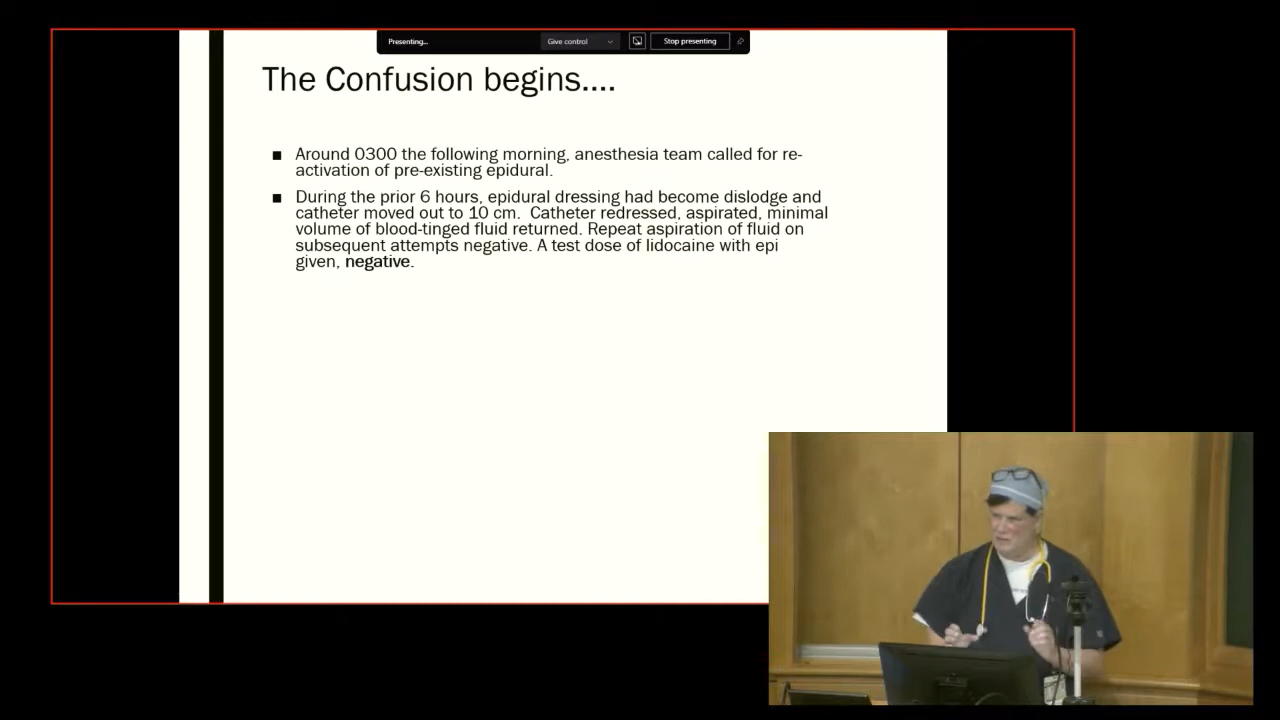 Presenting...
Give control
Stop presenting
The Confusion begins....
■ Around 0300 the following morning, anesthesia team called for re-
activation of pre-existing epidural.
■ During the prior 6 hours, epidural dressing had become dislodge and
catheter moved out to 10 cm. Catheter redressed, aspirated, minimal
volume of blood-tinged fluid returned. Repeat aspiration of fluid on
subsequent attempts negative. A test dose of lidocaine with epi
given, negative.